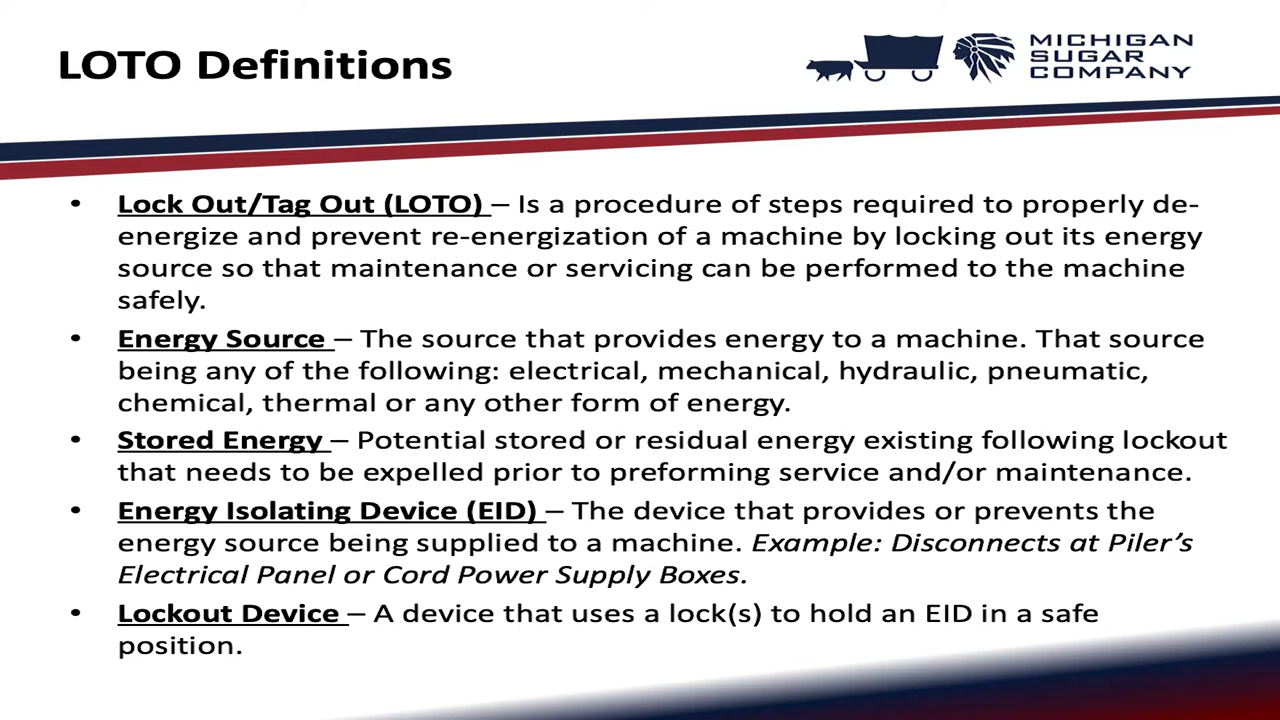 LOTO Definitions
MICHIGAN
SUGAR
COMPANY
• Lock Out/Tag Out (LOTO) – Is a procedure of steps required to properly de-
energize and prevent re-energization of a machine by locking out its energy
source so that maintenance or servicing can be performed to the machine
safely.
• Energy Source – The source that provides energy to a machine. That source
being any of the following: electrical, mechanical, hydraulic, pneumatic,
chemical, thermal or any other form of energy.
• Stored Energy – Potential stored or residual energy existing following lockout
that needs to be expelled prior to preforming service and/or maintenance.
• Energy Isolating Device (EID) – The device that provides or prevents the
energy source being supplied to a machine. Example: Disconnects at Piler’s
Electrical Panel or Cord Power Supply Boxes.
• Lockout Device – A device that uses a lock(s) to hold an EID in a safe
position.